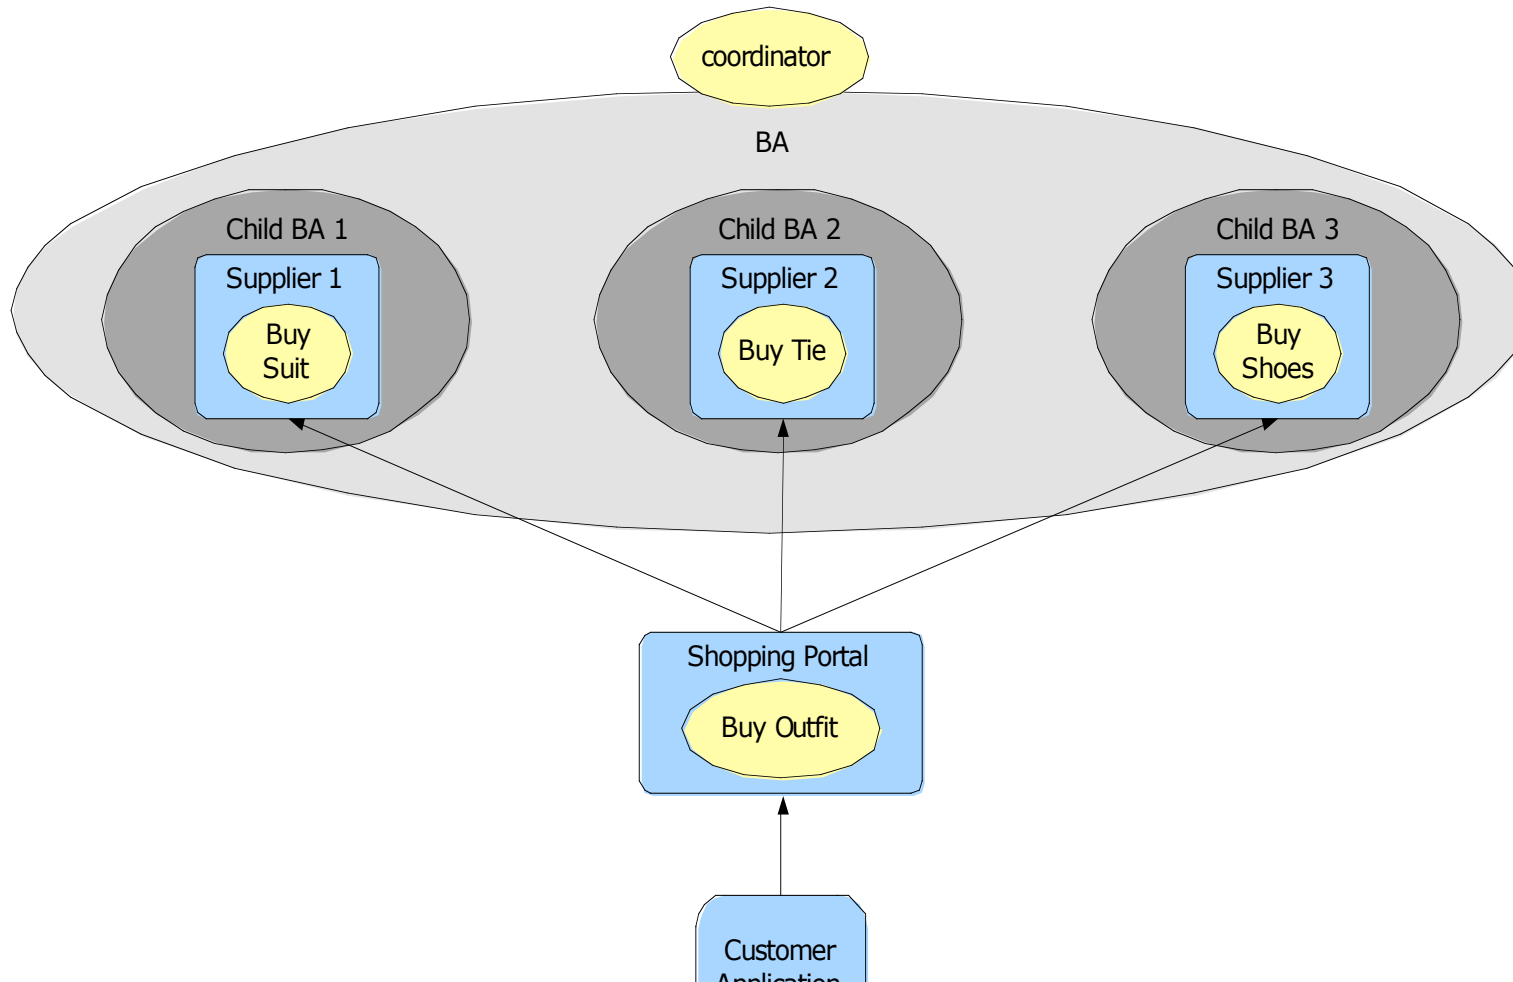 coordinator
BA
Child BA 1
Child BA 2
Child BA 3
Supplier 1
Supplier 2
Supplier 3
Buy
Suit
Buy Tie
Buy
Shoes
Shopping Portal
Buy Outfit
Customer
Application